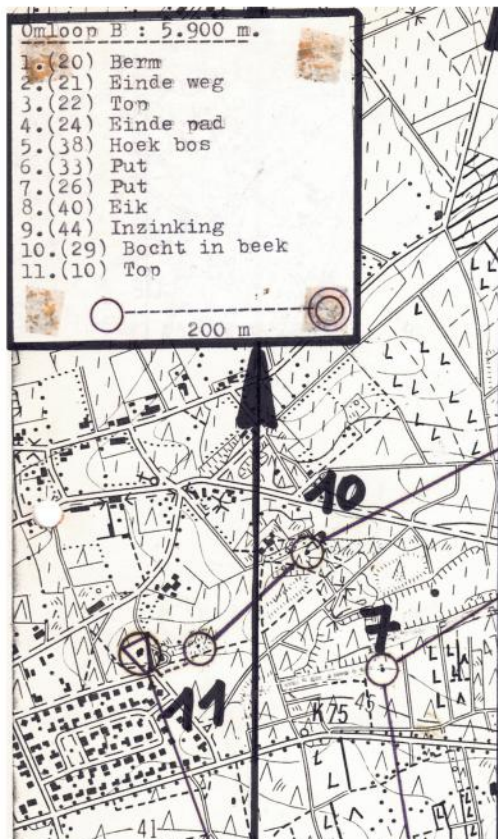 Omloop B : 5.900 m.
1.(20) Berm
2.(21) Einde weg
3.(22) Top
4.(24) Einde pad
5.(38) Hoek bos
6.(33) Put
7.(26) Put
8.(40) Eik
9.(44) Inzinking
10.(29) Bocht in beek
11.(10) Top
200 m
10
7
11
K75
45
41